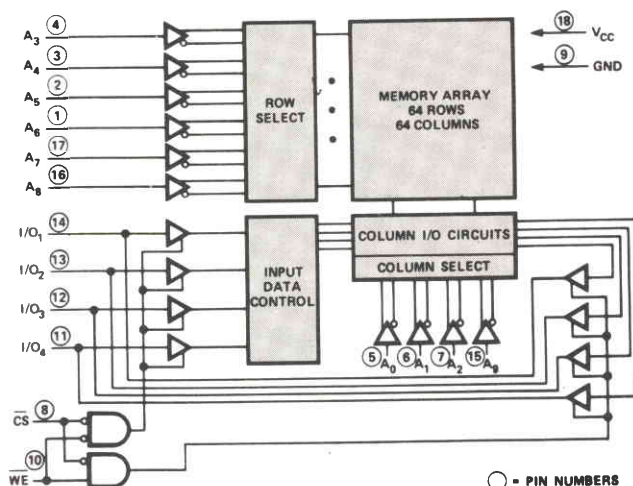 4
A3
3
A4
2
A5
1
A6
17
A7
16
A8
ROW
SELECT
MEMORY ARRAY
64 ROWS
64 COLUMNS
18
VCC
9
GND
14
I/O1
13
I/O2
12
I/O3
11
I/O4
INPUT
DATA
CONTROL
COLUMN I/O CIRCUITS
COLUMN SELECT
5 A0
6 A1
7 A2
15 A9
8
CS
10
WE
= PIN NUMBERS